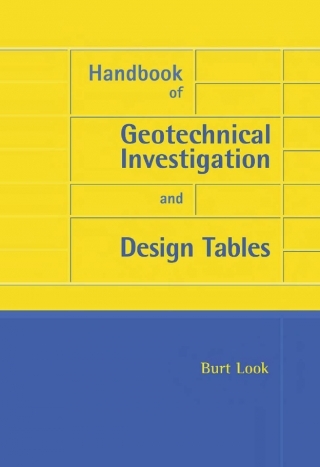 Handbook
of
Geotechnical
Investigation
and
Design Tables
Burt Look